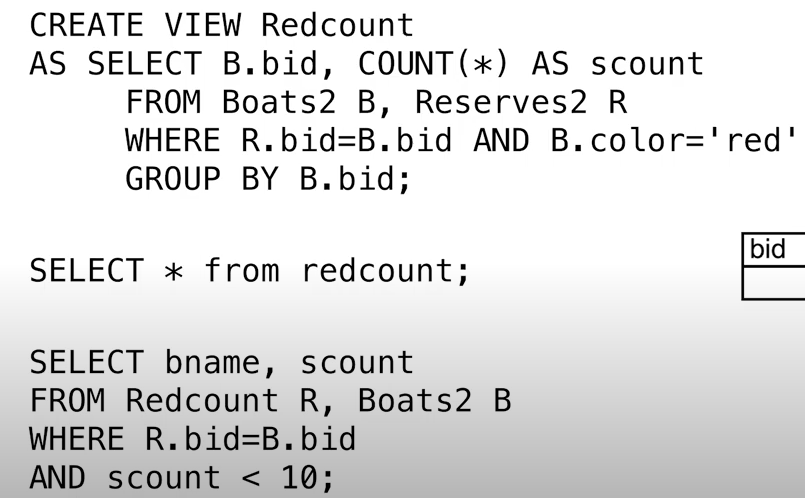 CREATE VIEW Redcount
AS SELECT B.bid, COUNT(*) AS scount
FROM Boats2 B, Reserves2 R
WHERE R.bid=B.bid AND B.color='red'
GROUP BY B.bid;
SELECT * from redcount;
bid
SELECT bname, scount
FROM Redcount R, Boats2 B
WHERE R.bid=B.bid
AND scount < 10;